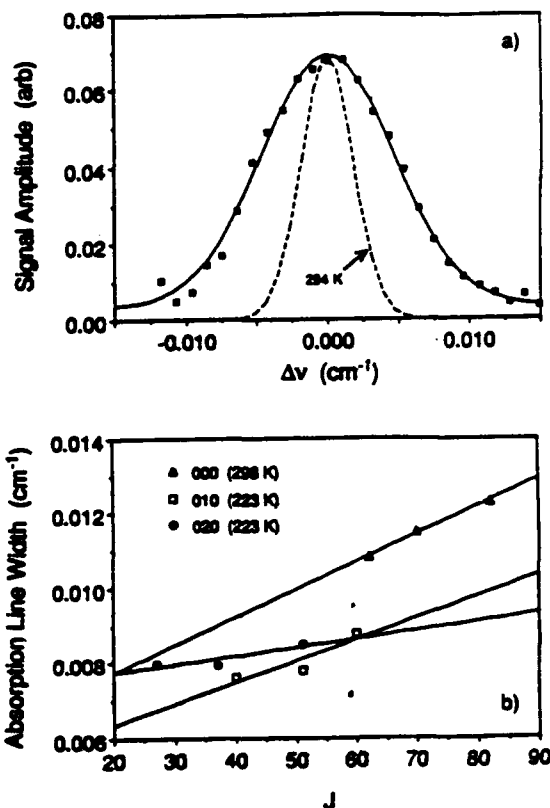 a)
0.08
0.06
0.04
0.02
0.00
Signal Amplitude (arb)
294 K
-0.010 0.000 0.010
Δν (cm⁻¹)
b)
0.014
0.012
0.010
0.008
0.006
Absorption Line Width (cm⁻¹)
000 (298 K)
010 (223 K)
020 (223 K)
20 30 40 50 60 70 80 90
J